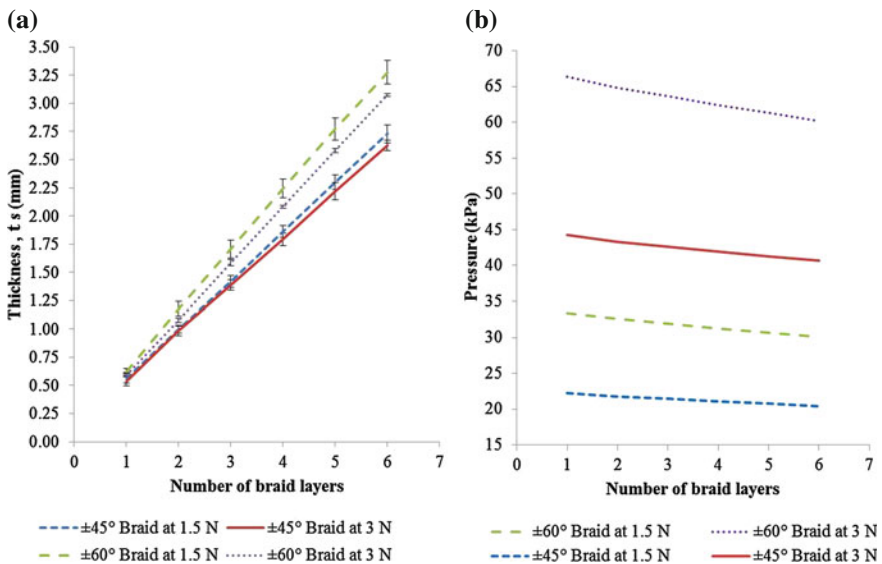 (a)
3.50
3.25
3.00
2.75
2.50
2.25
2.00
1.75
1.50
1.25
1.00
0.75
0.50
0.25
0.00
Thickness , t s (mm)
0 1 2 3 4 5 6 7
Number of braid layers
±45° Braid at 1.5 N ±45° Braid at 3 N
±60° Braid at 1.5 N ±60° Braid at 3 N
(b)
70
65
60
55
50
45
40
35
30
25
20
15
Pressure (kPa)
0 1 2 3 4 5 6 7
Number of braid layers
±60° Braid at 1.5 N ±60° Braid at 3 N
±45° Braid at 1.5 N ±45° Braid at 3 N